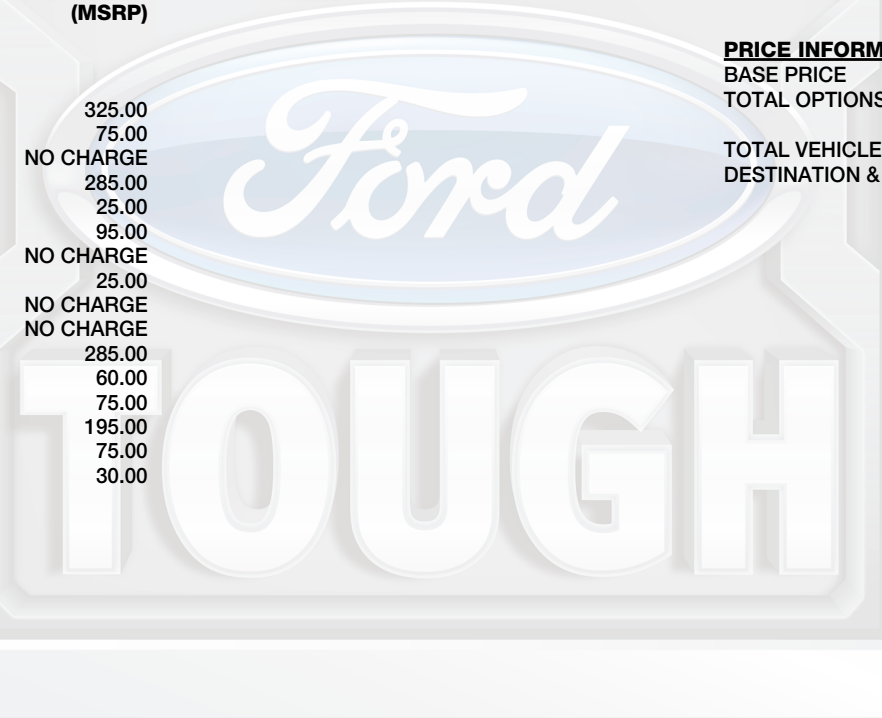 (MSRP)
325.00
75.00
NO CHARGE
285.00
25.00
95.00
NO CHARGE
25.00
NO CHARGE
NO CHARGE
285.00
60.00
75.00
195.00
75.00
30.00
PRICE INFORM
BASE PRICE
TOTAL OPTIONS
TOTAL VEHICLE
DESTINATION &
Ford
TOUGH